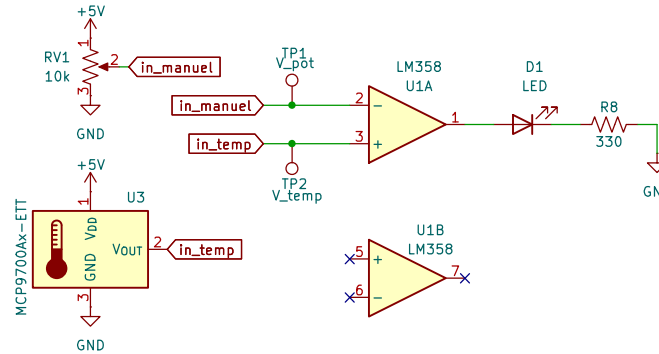 +5V
1
RV1
10k
2
in_manuel
3
GND
TP1
V_pot
in_manuel
2
in_temp
3
TP2
V_temp
LM358
U1A
−
+
1
D1
LED
R8
330
GN
+5V
1
U3
MCP9700Ax-ETT
VDD
VOUT
2
in_temp
GND
3
GND
U1B
LM358
5
+
6
−
7